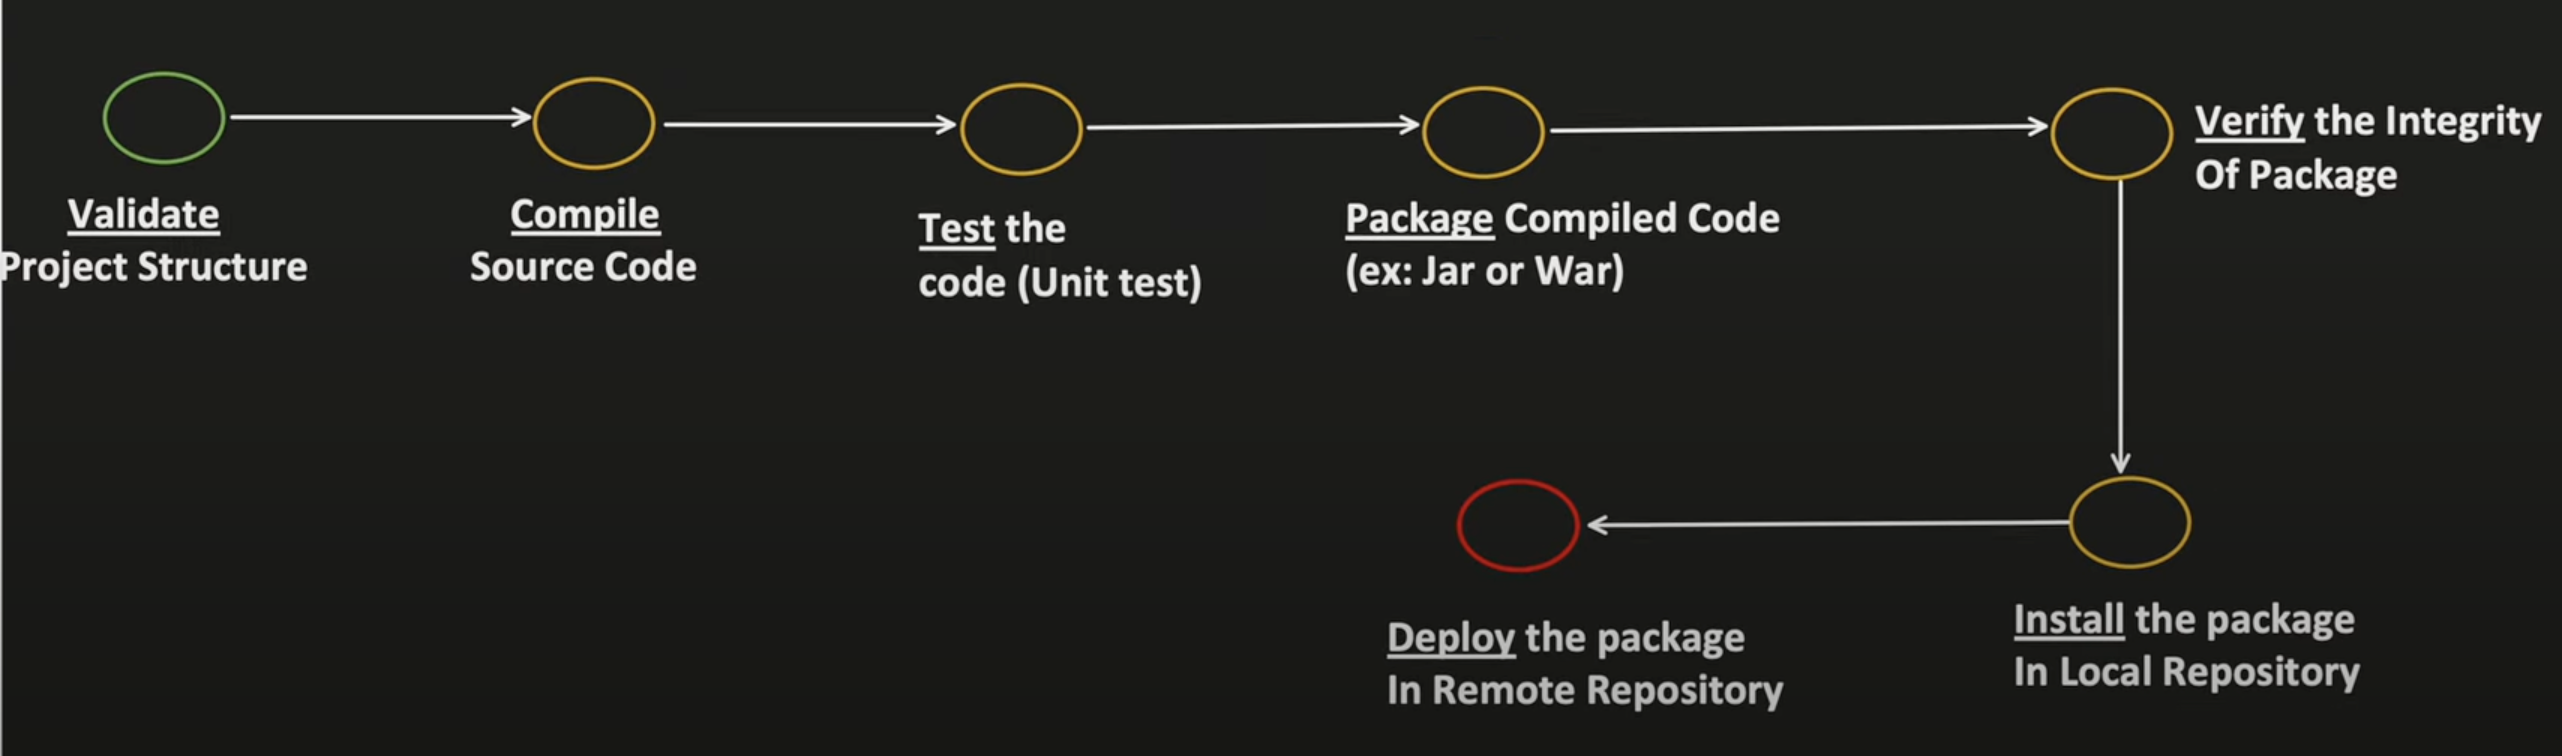 Validate
Project Structure
Compile
Source Code
Test the
code (Unit test)
Package Compiled Code
(ex: Jar or War)
Verify the Integrity
Of Package
Install the package
In Local Repository
Deploy the package
In Remote Repository